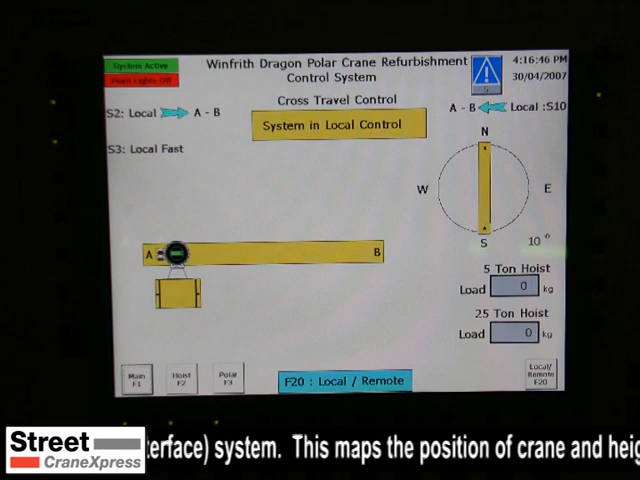 System Active
Plant Lights Off
Winfrith Dragon Polar Crane Refurbishment
Control System
5
4:16:46 PM
30/04/2007
Cross Travel Control
S2: Local A - B
A - B Local :S10
System in Local Control
S3: Local Fast
N
W E
S
10 °
A B
5 Ton Hoist
Load 0 kg
25 Ton Hoist
Load 0 kg
Main
F1
Hoist
F2
Polar
F3
F20 : Local / Remote
Local/
Remote
F20
Street
CraneXpress
terface) system. This maps the position of crane and heig